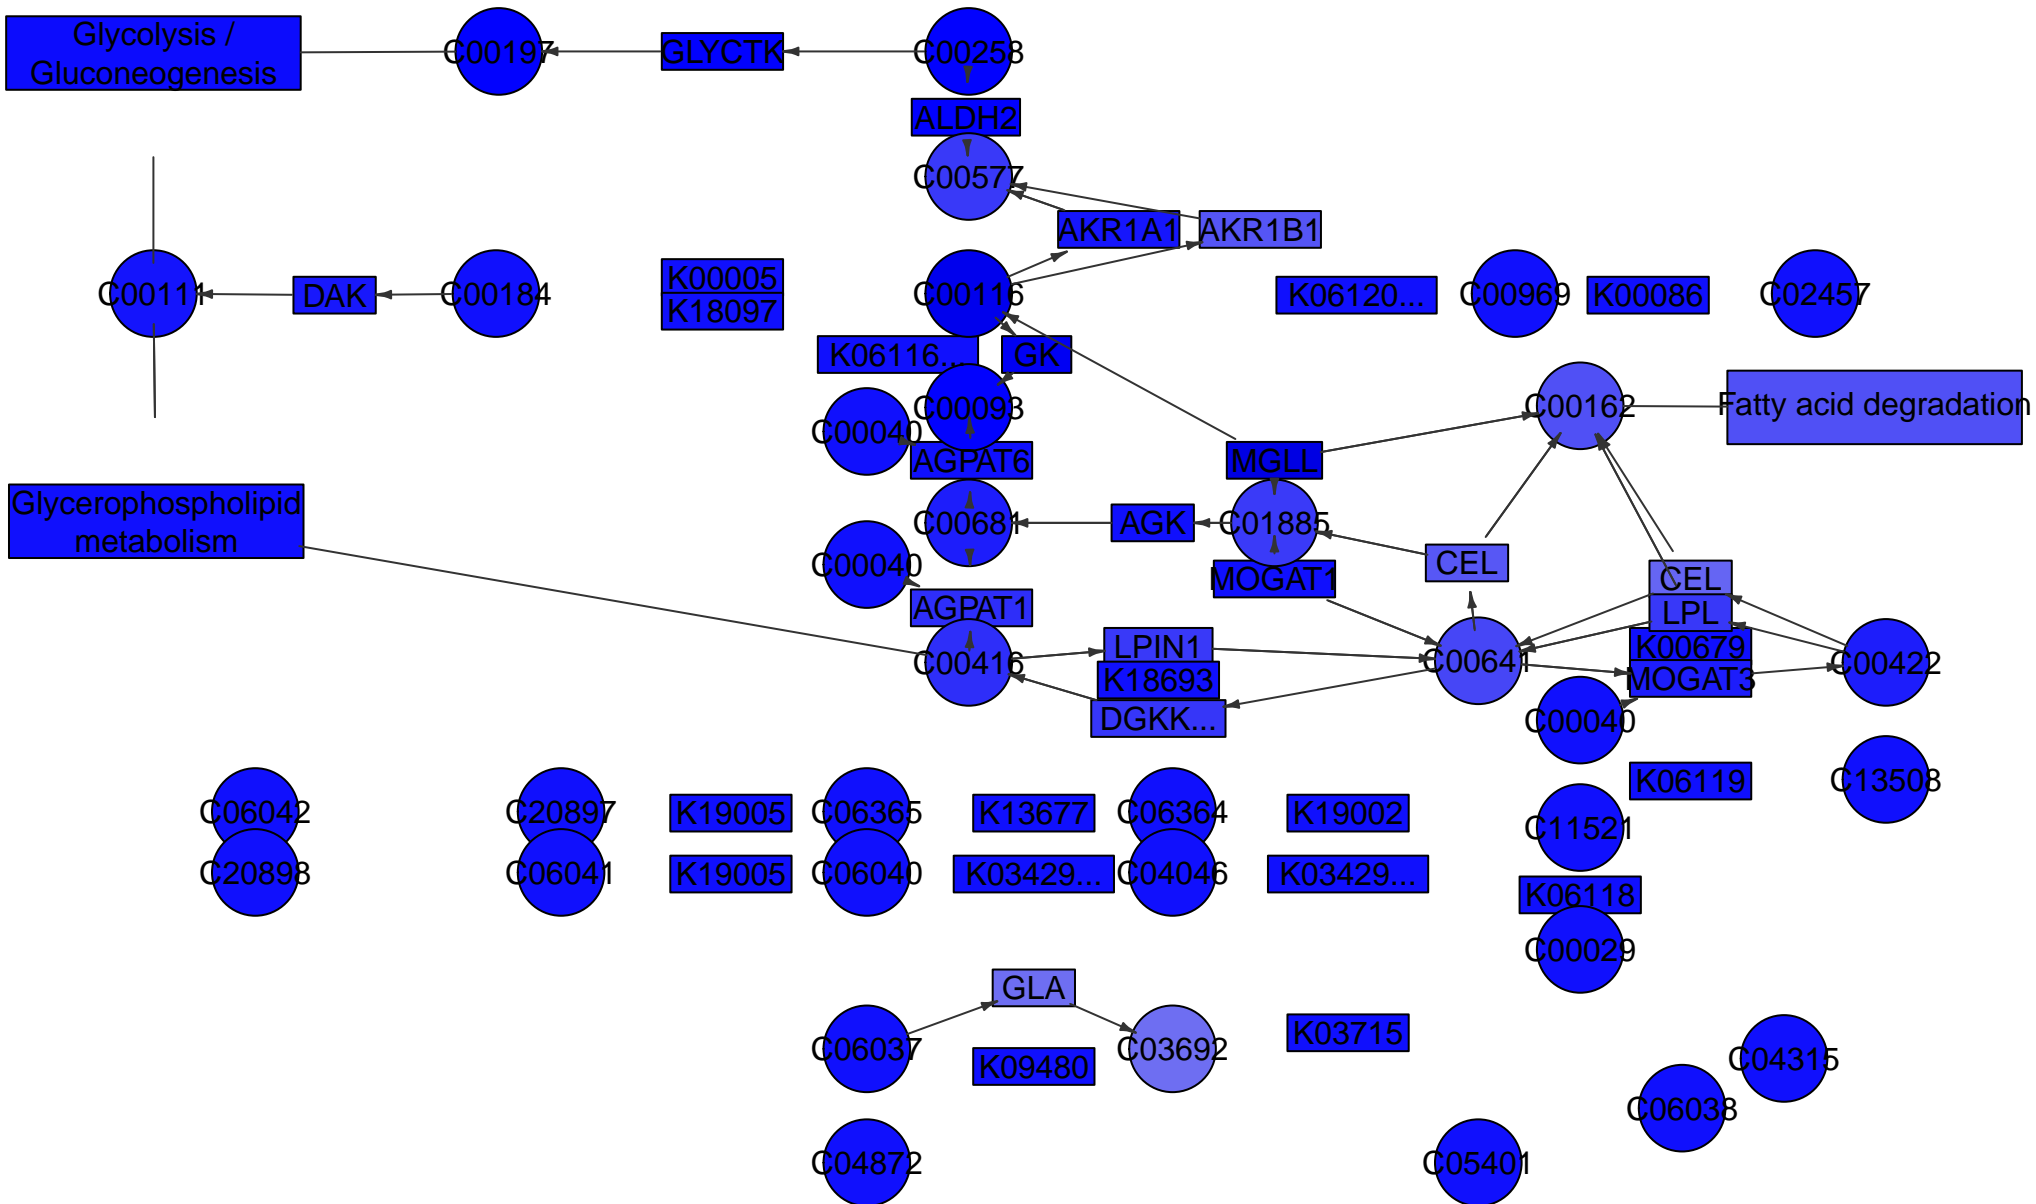 Glycolysis /
Gluconeogenesis
C00197
GLYCTK
C00258
ALDH2
C00577
AKR1A1
AKR1B1
C00111
DAK
C00184
K00005
K18097
C00116
K06120...
C00969
K00086
C02457
K06116...
GK
C00093
C00040
AGPAT6
MGLL
C00162
Fatty acid degradation
Glycerophospholipid
metabolism
C00681
AGK
C01885
CEL
C00040
MOGAT1
AGPAT1
CEL
LPL
C00416
LPIN1
K18693
DGKK...
C00641
K00679
MOGAT3
C00422
C00040
K06119
C13508
C06042
C20897
K19005
C06365
K13677
C06364
K19002
C11521
C20898
C06041
K19005
C06040
K03429...
C04046
K03429...
K06118
C00029
GLA
C06037
K09480
C03692
K03715
C04315
C06038
C04872
C05401